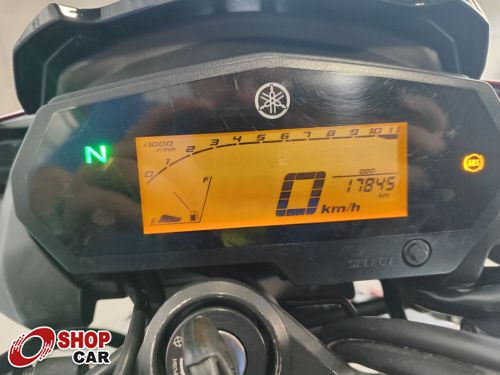 x1000
r/min
0 1 2 3 4 5 6 7 8 9 10 11
N
ABS
E F
0 km/h
ODO
17845
km
SELECT
SHOP
CAR